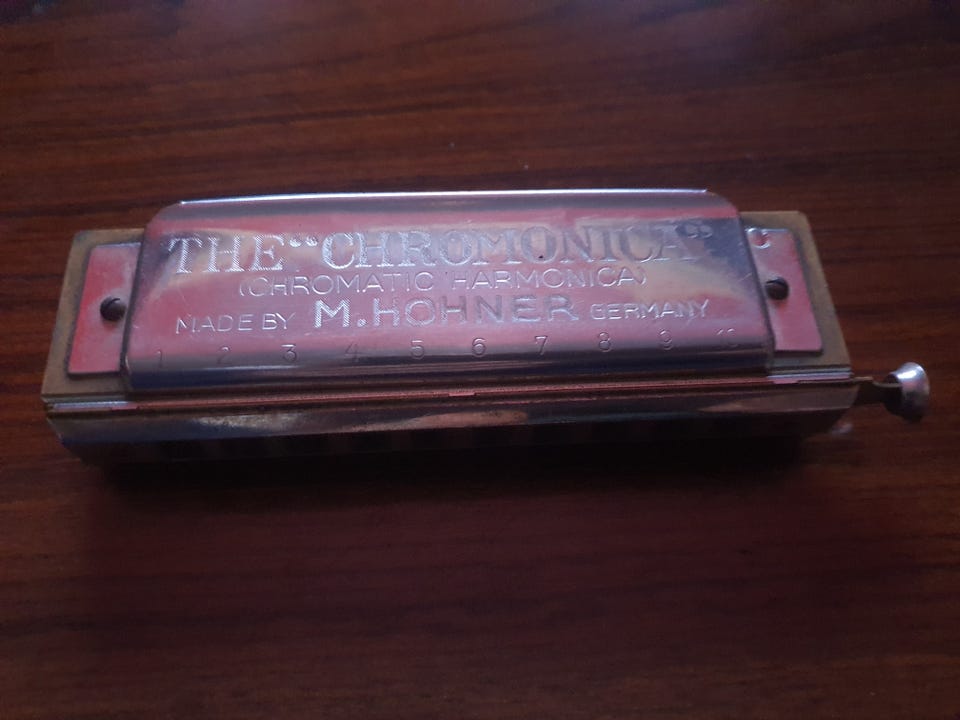 THE "CHROMONICA"
(CHROMATIC HARMONICA)
MADE BY M. HOHNER GERMANY
1 2 3 4 5 6 7 8 9 10
C